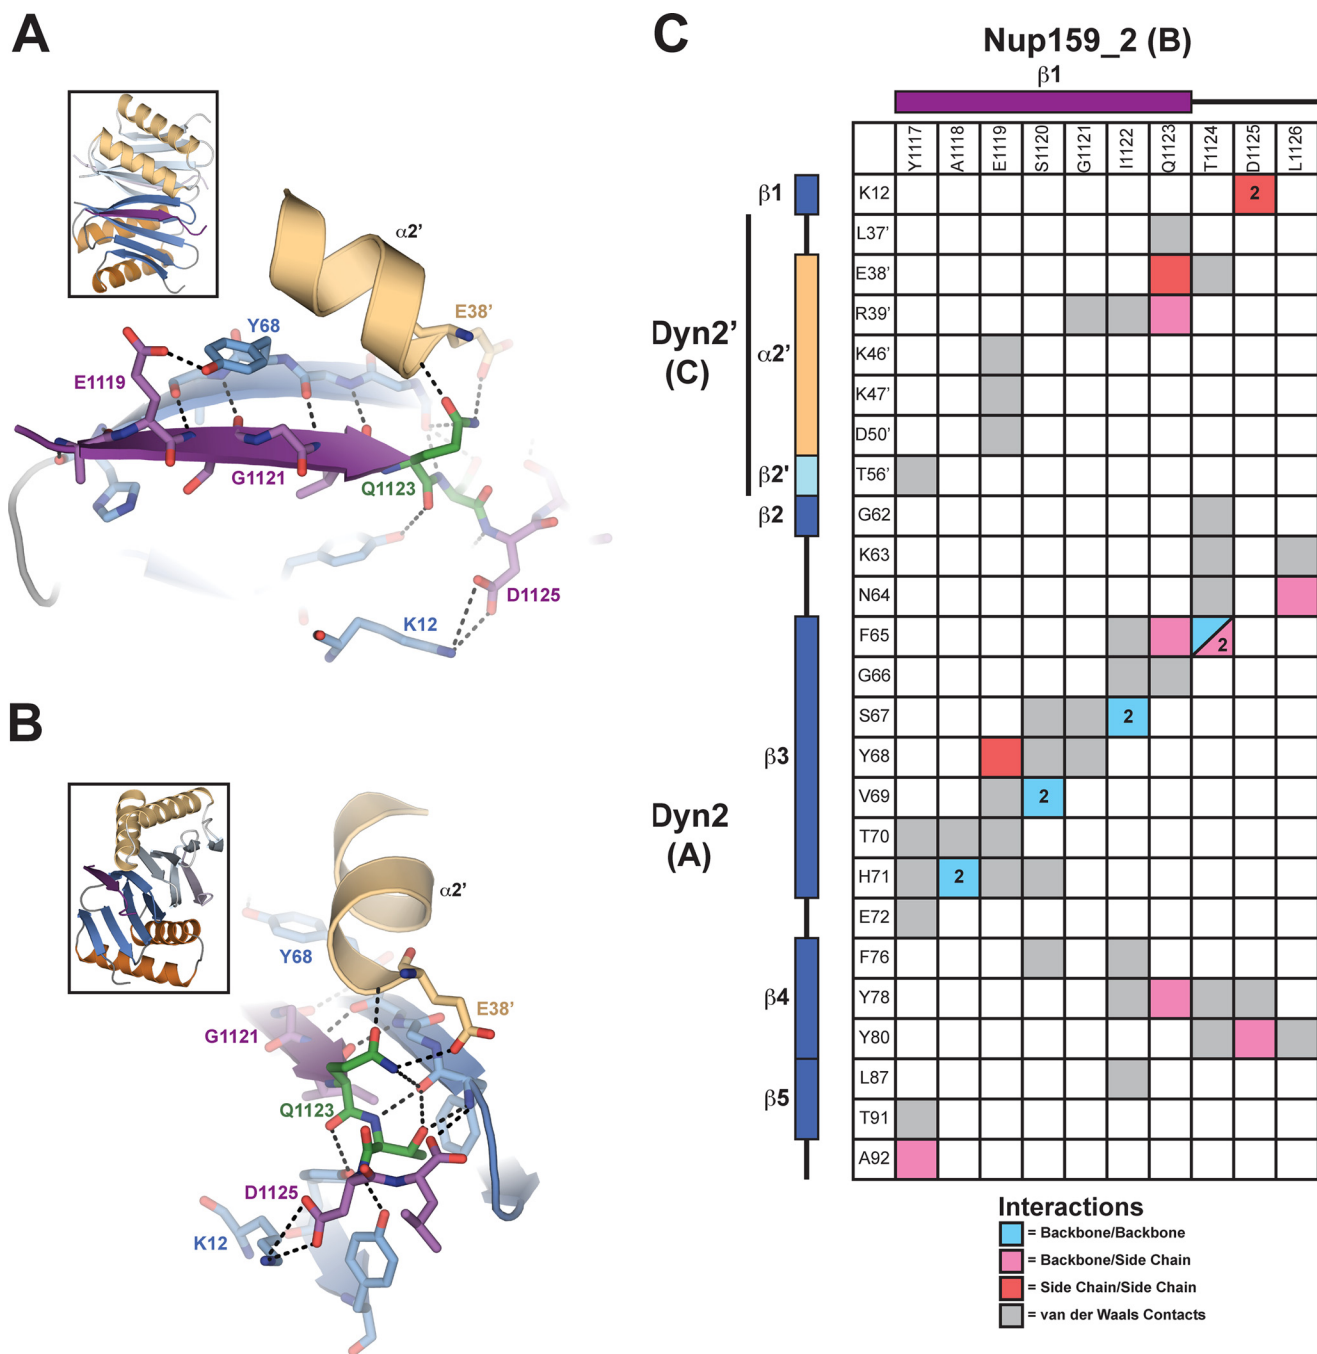 A
α2’
E38’
Y68
E1119
G1121
Q1123
D1125
K12
B
α2’
Y68
E38’
G1121
Q1123
D1125
K12
C
Nup159_2 (B)
β1
Y1117 A1118 E1119 S1120 G1121 I1122 Q1123 T1124 D1125 L1126
β1 K12 2
L37’
E38’
R39’
Dyn2’
(C)
α2’
K46’
K47’
D50’
β2' T56’
β2 G62
K63
N64
F65 2
G66
S67 2
β3 Y68
V69 2
Dyn2
(A)
T70
H71 2
E72
F76
β4 Y78
Y80
β5 L87
T91
A92
Interactions
= Backbone/Backbone
= Backbone/Side Chain
= Side Chain/Side Chain
= van der Waals Contacts